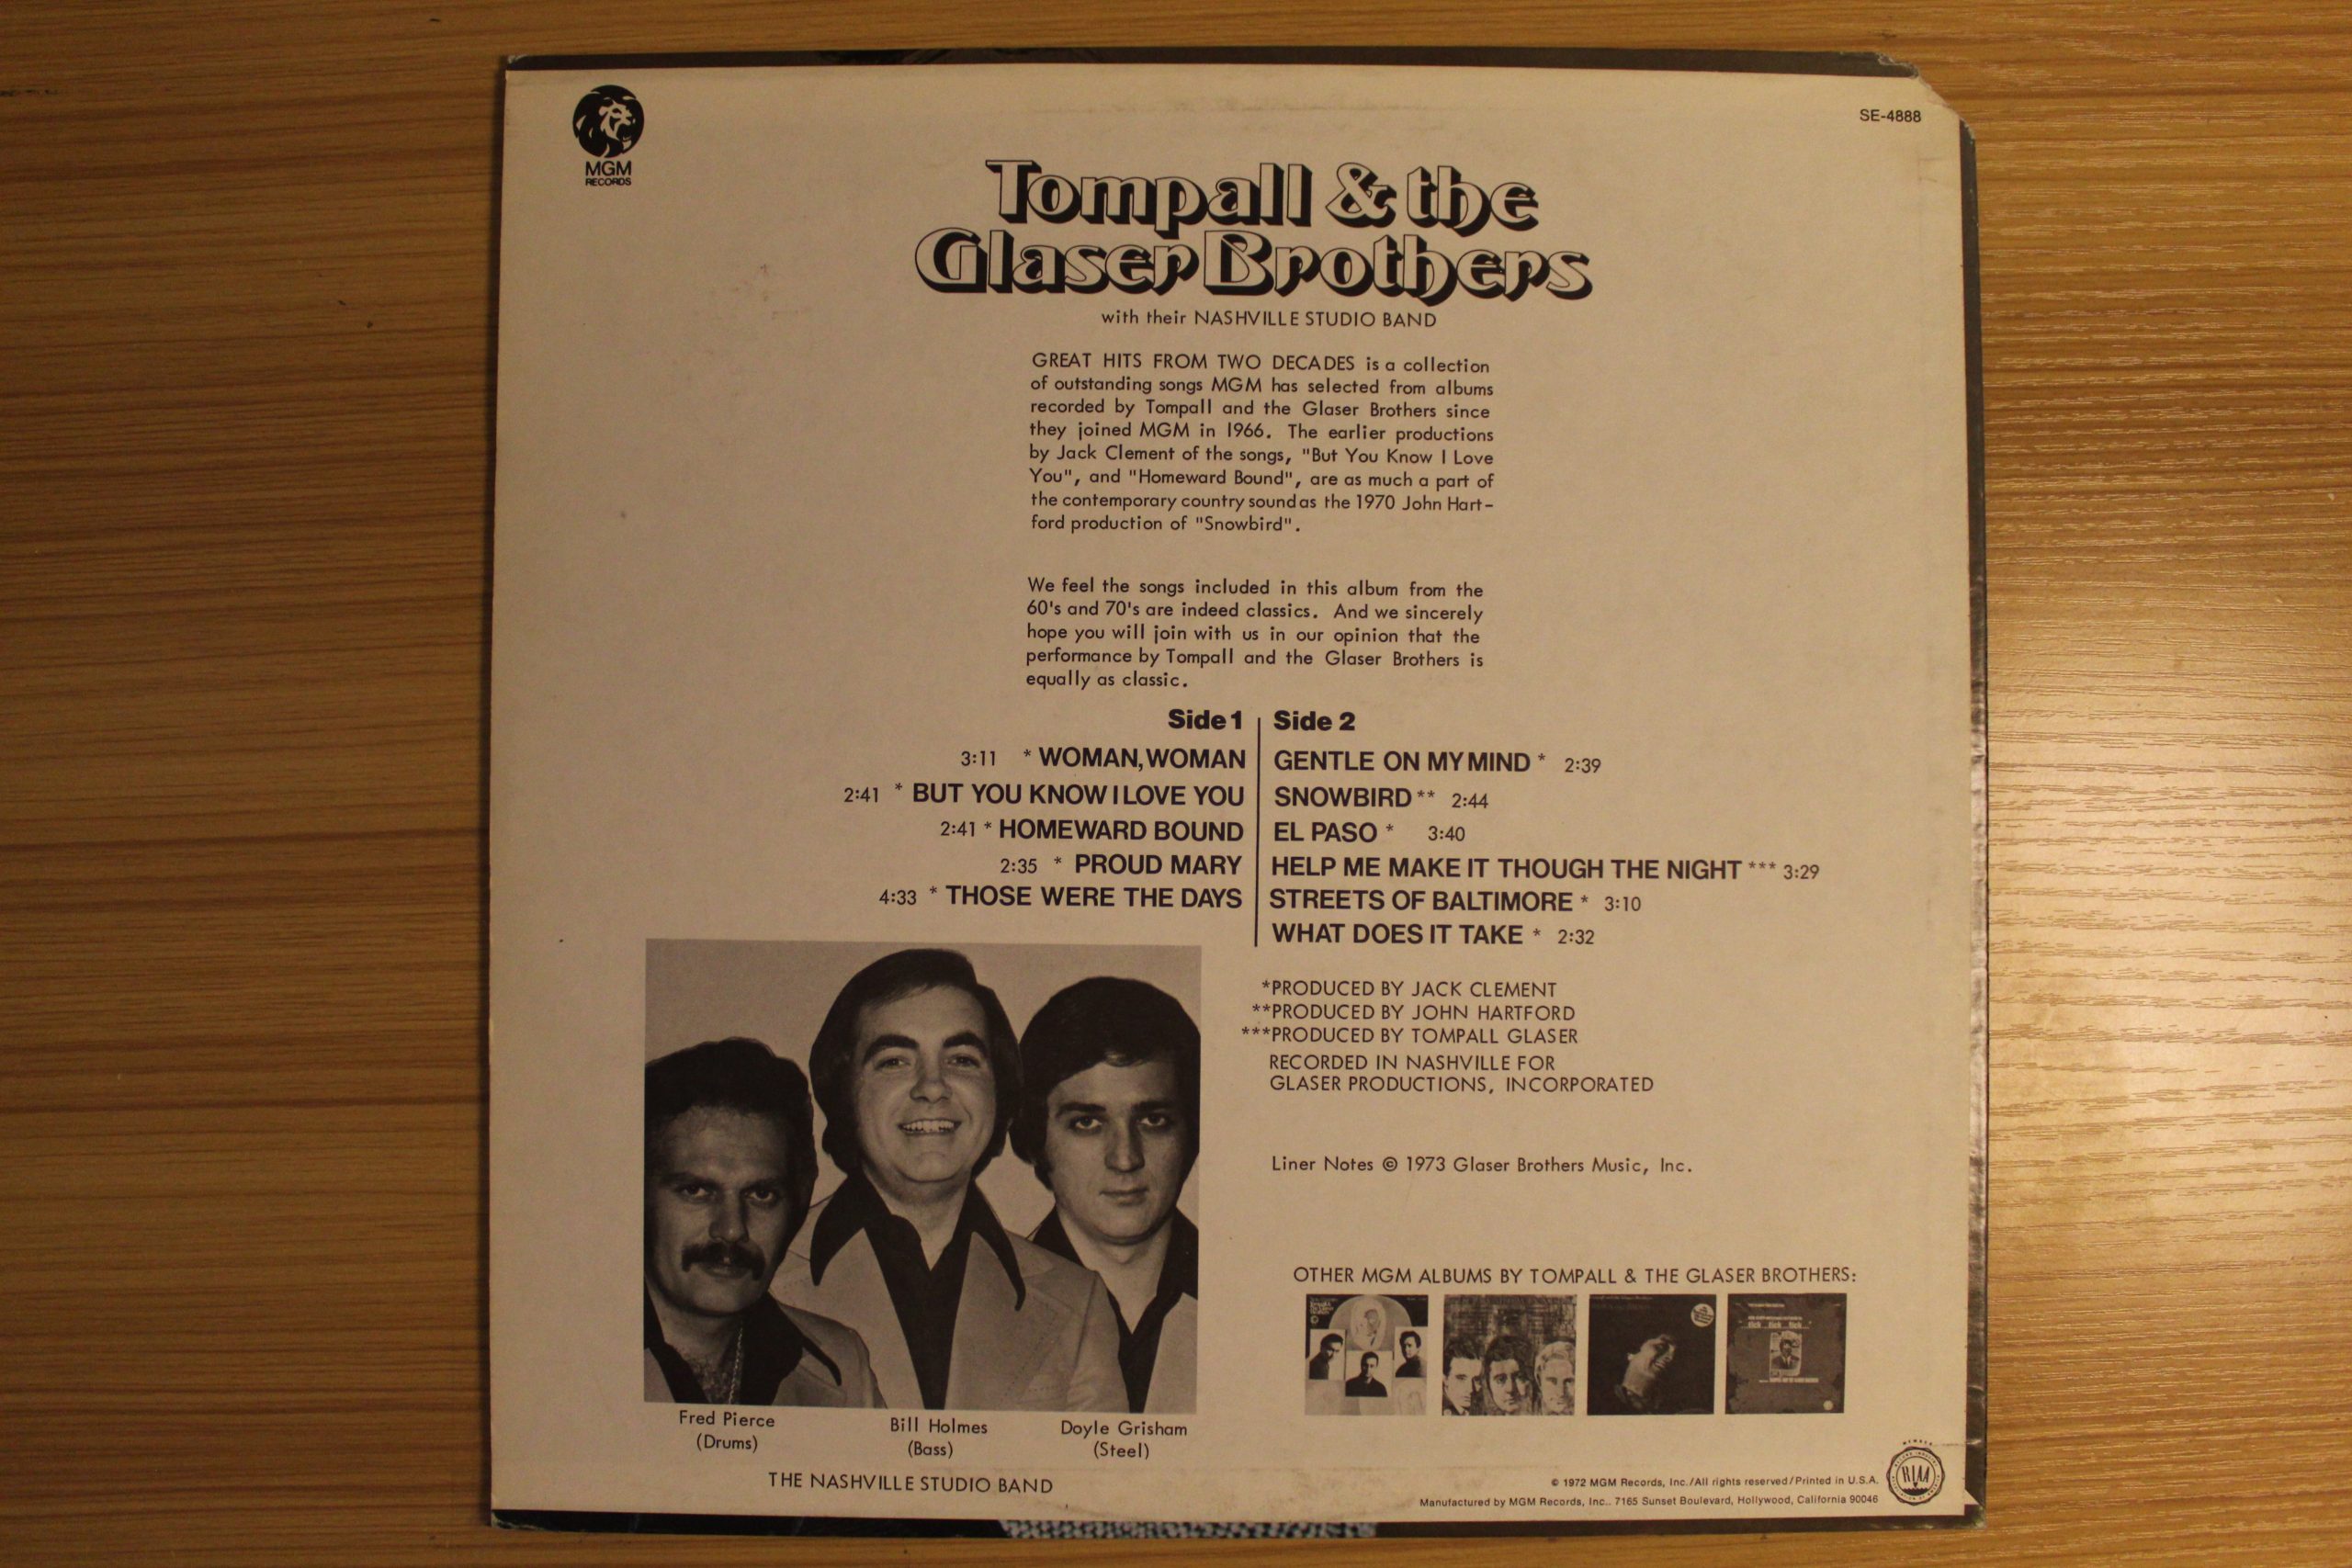 MGM
RECORDS
SE-4888
Tompall & the
Glaser Brothers
with their NASHVILLE STUDIO BAND
GREAT HITS FROM TWO DECADES is a collection
of outstanding songs MGM has selected from albums
recorded by Tompall and the Glaser Brothers since
they joined MGM in 1966. The earlier productions
by Jack Clement of the songs, "But You Know I Love
You", and "Homeward Bound", are as much a part of
the contemporary country sound as the 1970 John Hart-
ford production of "Snowbird".
We feel the songs included in this album from the
60's and 70's are indeed classics. And we sincerely
hope you will join with us in our opinion that the
performance by Tompall and the Glaser Brothers is
equally as classic.
Side 1
3:11 * WOMAN, WOMAN
2:41 * BUT YOU KNOW I LOVE YOU
2:41 * HOMEWARD BOUND
2:35 * PROUD MARY
4:33 * THOSE WERE THE DAYS
Side 2
GENTLE ON MY MIND * 2:39
SNOWBIRD ** 2:44
EL PASO * 3:40
HELP ME MAKE IT THOUGH THE NIGHT *** 3:29
STREETS OF BALTIMORE * 3:10
WHAT DOES IT TAKE * 2:32
*PRODUCED BY JACK CLEMENT
**PRODUCED BY JOHN HARTFORD
***PRODUCED BY TOMPALL GLASER
RECORDED IN NASHVILLE FOR
GLASER PRODUCTIONS, INCORPORATED
Liner Notes © 1973 Glaser Brothers Music, Inc.
Fred Pierce
(Drums)
Bill Holmes
(Bass)
Doyle Grisham
(Steel)
THE NASHVILLE STUDIO BAND
OTHER MGM ALBUMS BY TOMPALL & THE GLASER BROTHERS:
© 1972 MGM Records, Inc./All rights reserved/Printed in U.S.A.
Manufactured by MGM Records, Inc.. 7165 Sunset Boulevard, Hollywood, California 90046
RIAA